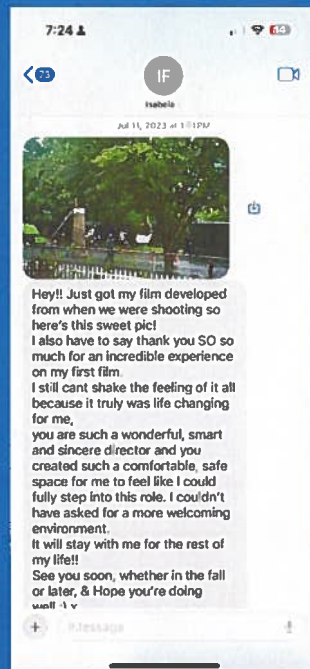 7:24
14
73
IF
Isabela
Jul 11, 2023 at 1:01PM
Hey!! Just got my film developed
from when we were shooting so
here's this sweet pic!
I also have to say thank you SO so
much for an incredible experience
on my first film.
I still cant shake the feeling of it all
because it truly was life changing
for me,
you are such a wonderful, smart
and sincere director and you
created such a comfortable, safe
space for me to feel like I could
fully step into this role. I couldn't
have asked for a more welcoming
environment.
It will stay with me for the rest of
my life!!
See you soon, whether in the fall
or later, & Hope you're doing
well :) x
iMessage